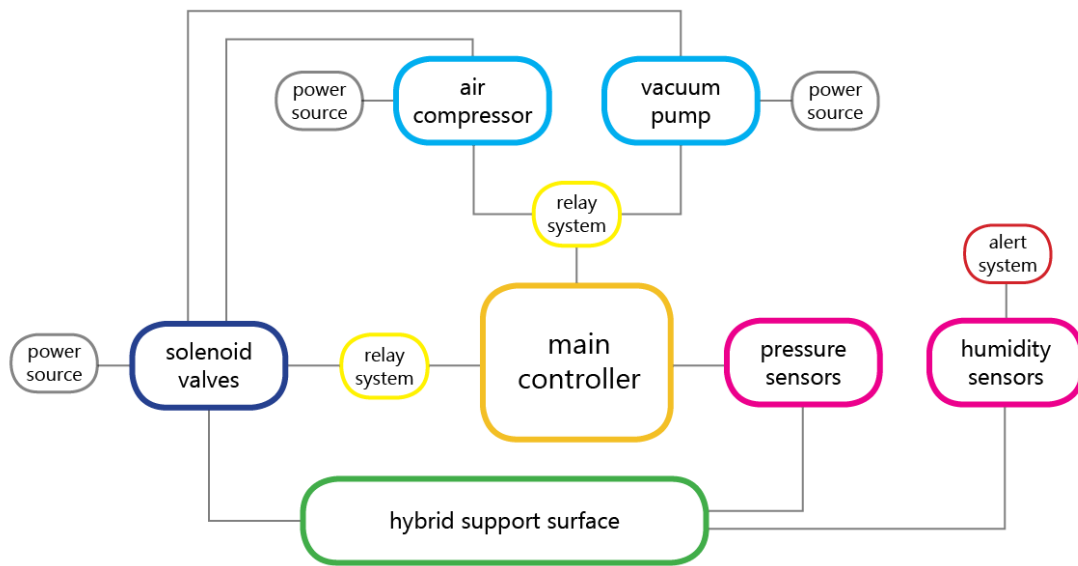 power
source
air
compressor
vacuum
pump
power
source
relay
system
alert
system
power
source
solenoid
valves
relay
system
main
controller
pressure
sensors
humidity
sensors
hybrid support surface